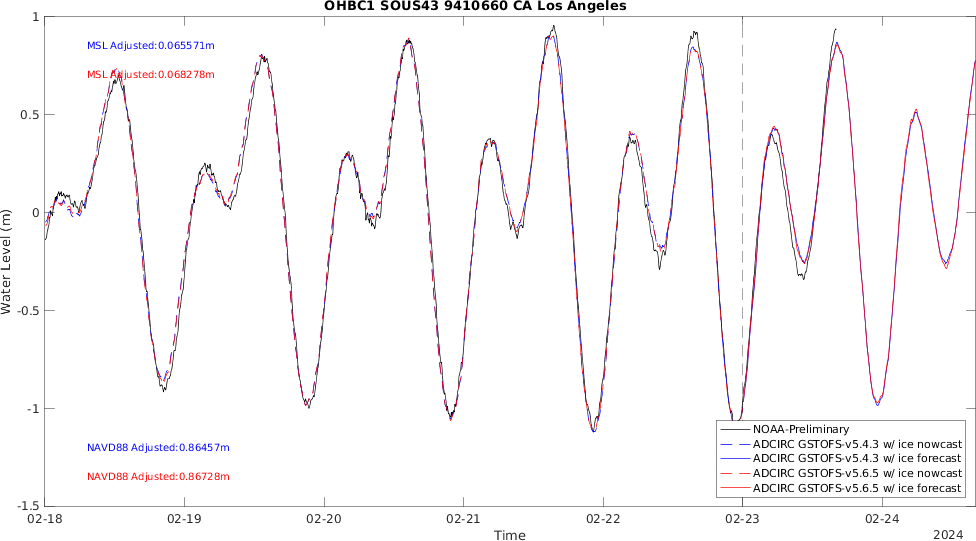 OHBC1 SOUS43 9410660 CA Los Angeles
1
0.5
0
-0.5
-1
-1.5
Water Level (m)
MSL Adjusted:0.065571m
MSL Adjusted:0.068278m
NAVD88 Adjusted:0.86457m
NAVD88 Adjusted:0.86728m
NOAA-Preliminary
ADCIRC GSTOFS-v5.4.3 w/ ice nowcast
ADCIRC GSTOFS-v5.4.3 w/ ice forecast
ADCIRC GSTOFS-v5.6.5 w/ ice nowcast
ADCIRC GSTOFS-v5.6.5 w/ ice forecast
02-18 02-19 02-20 02-21 02-22 02-23 02-24
Time
2024